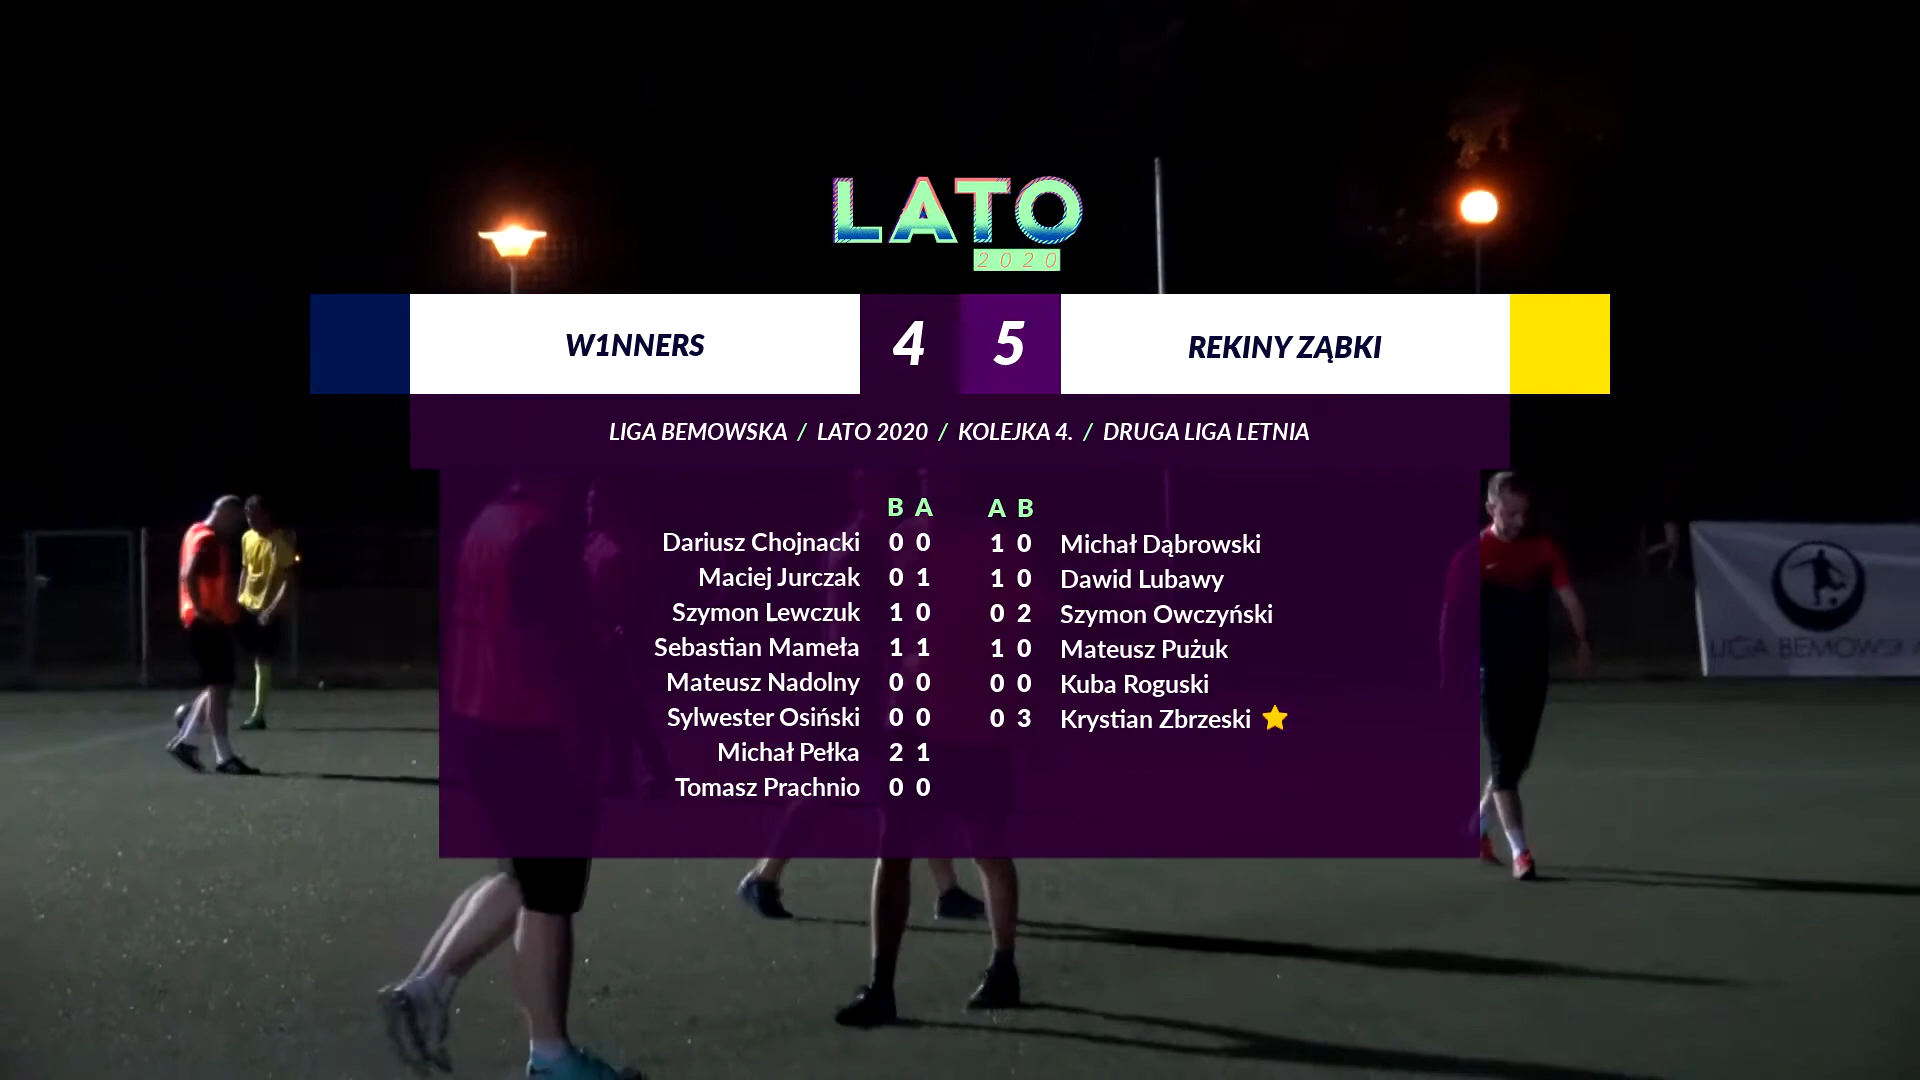 LATO
2020
W1NNERS 4 5 REKINY ZĄBKI
LIGA BEMOWSKA / LATO 2020 / KOLEJKA 4. / DRUGA LIGA LETNIA
B A A B
Dariusz Chojnacki 0 0 1 0 Michał Dąbrowski
Maciej Jurczak 0 1 1 0 Dawid Lubawy
Szymon Lewczuk 1 0 0 2 Szymon Owczyński
Sebastian Mameła 1 1 1 0 Mateusz Pużuk
Mateusz Nadolny 0 0 0 0 Kuba Roguski
Sylwester Osiński 0 0 0 3 Krystian Zbrzeski
Michał Pełka 2 1
Tomasz Prachnio 0 0
LIGA BEMOWSKA